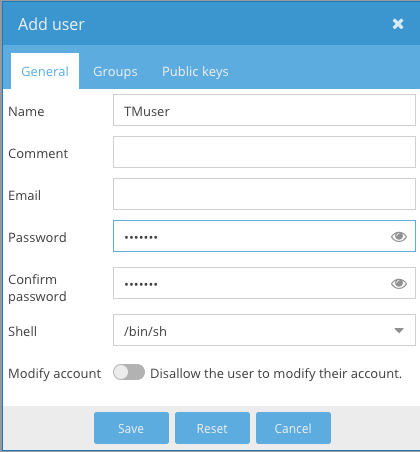 Add user
General Groups Public keys
Name TMuser
Comment
Email
Password •••••••
Confirm
password •••••••
Shell /bin/sh
Modify account Disallow the user to modify their account.
Save Reset Cancel